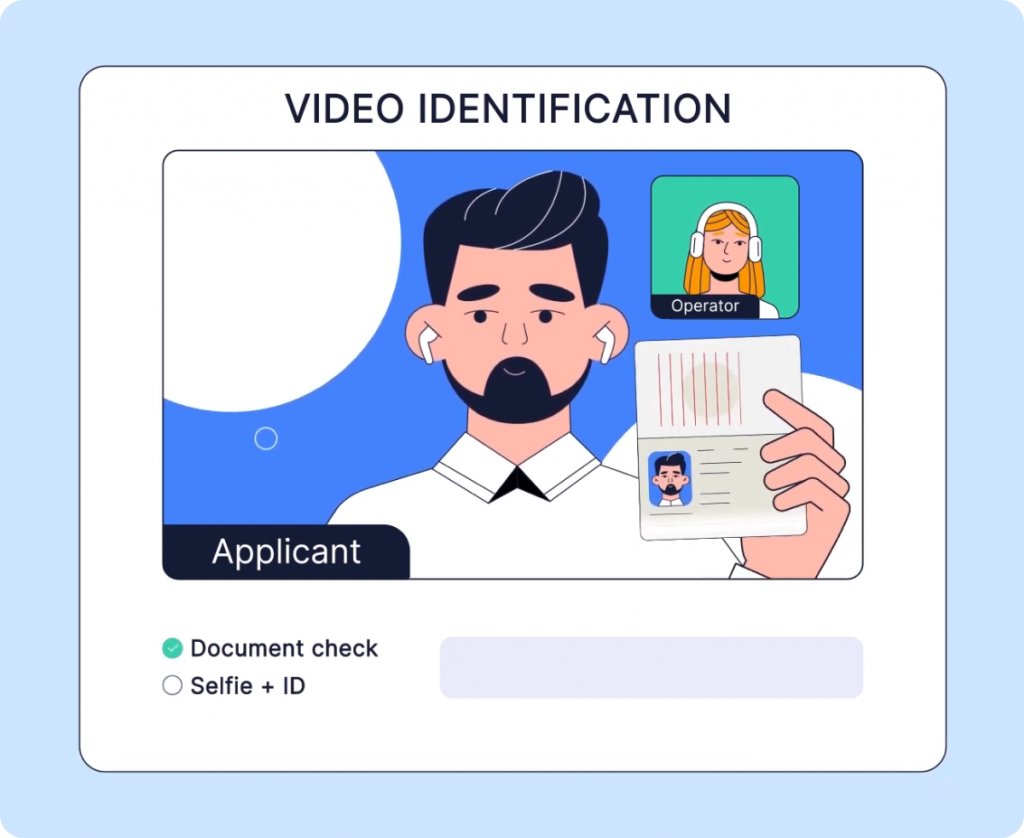 VIDEO IDENTIFICATION
Operator
Applicant
Document check
Selfie + ID